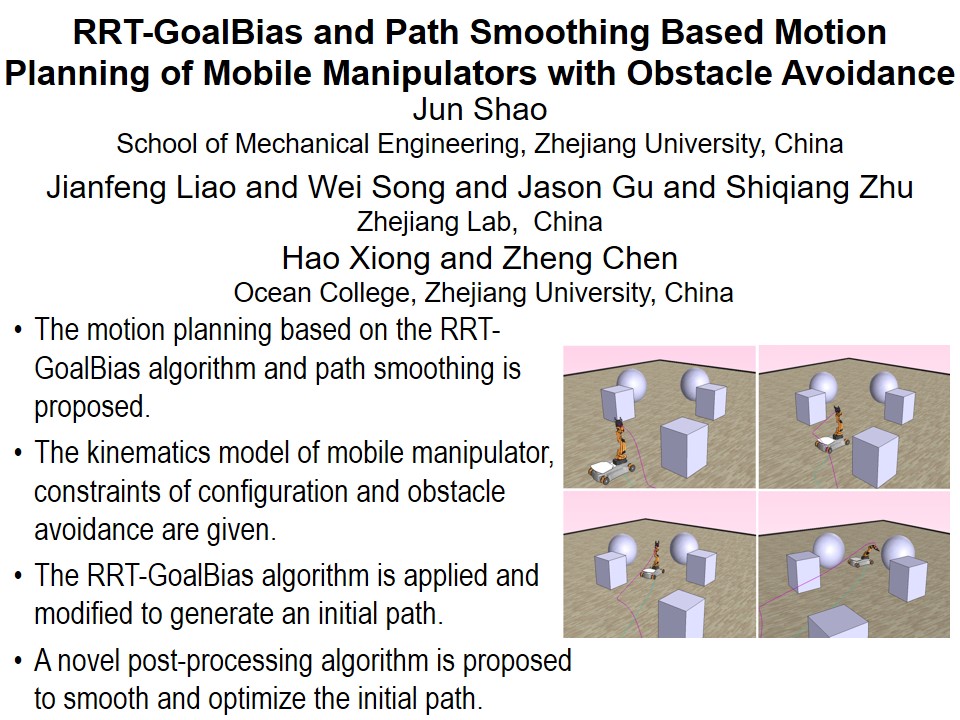 RRT-GoalBias and Path Smoothing Based Motion
Planning of Mobile Manipulators with Obstacle Avoidance
Jun Shao
School of Mechanical Engineering, Zhejiang University, China
Jianfeng Liao and Wei Song and Jason Gu and Shiqiang Zhu
Zhejiang Lab, China
Hao Xiong and Zheng Chen
Ocean College, Zhejiang University, China
• The motion planning based on the RRT-
GoalBias algorithm and path smoothing is
proposed.
• The kinematics model of mobile manipulator,
constraints of configuration and obstacle
avoidance are given.
• The RRT-GoalBias algorithm is applied and
modified to generate an initial path.
• A novel post-processing algorithm is proposed
to smooth and optimize the initial path.